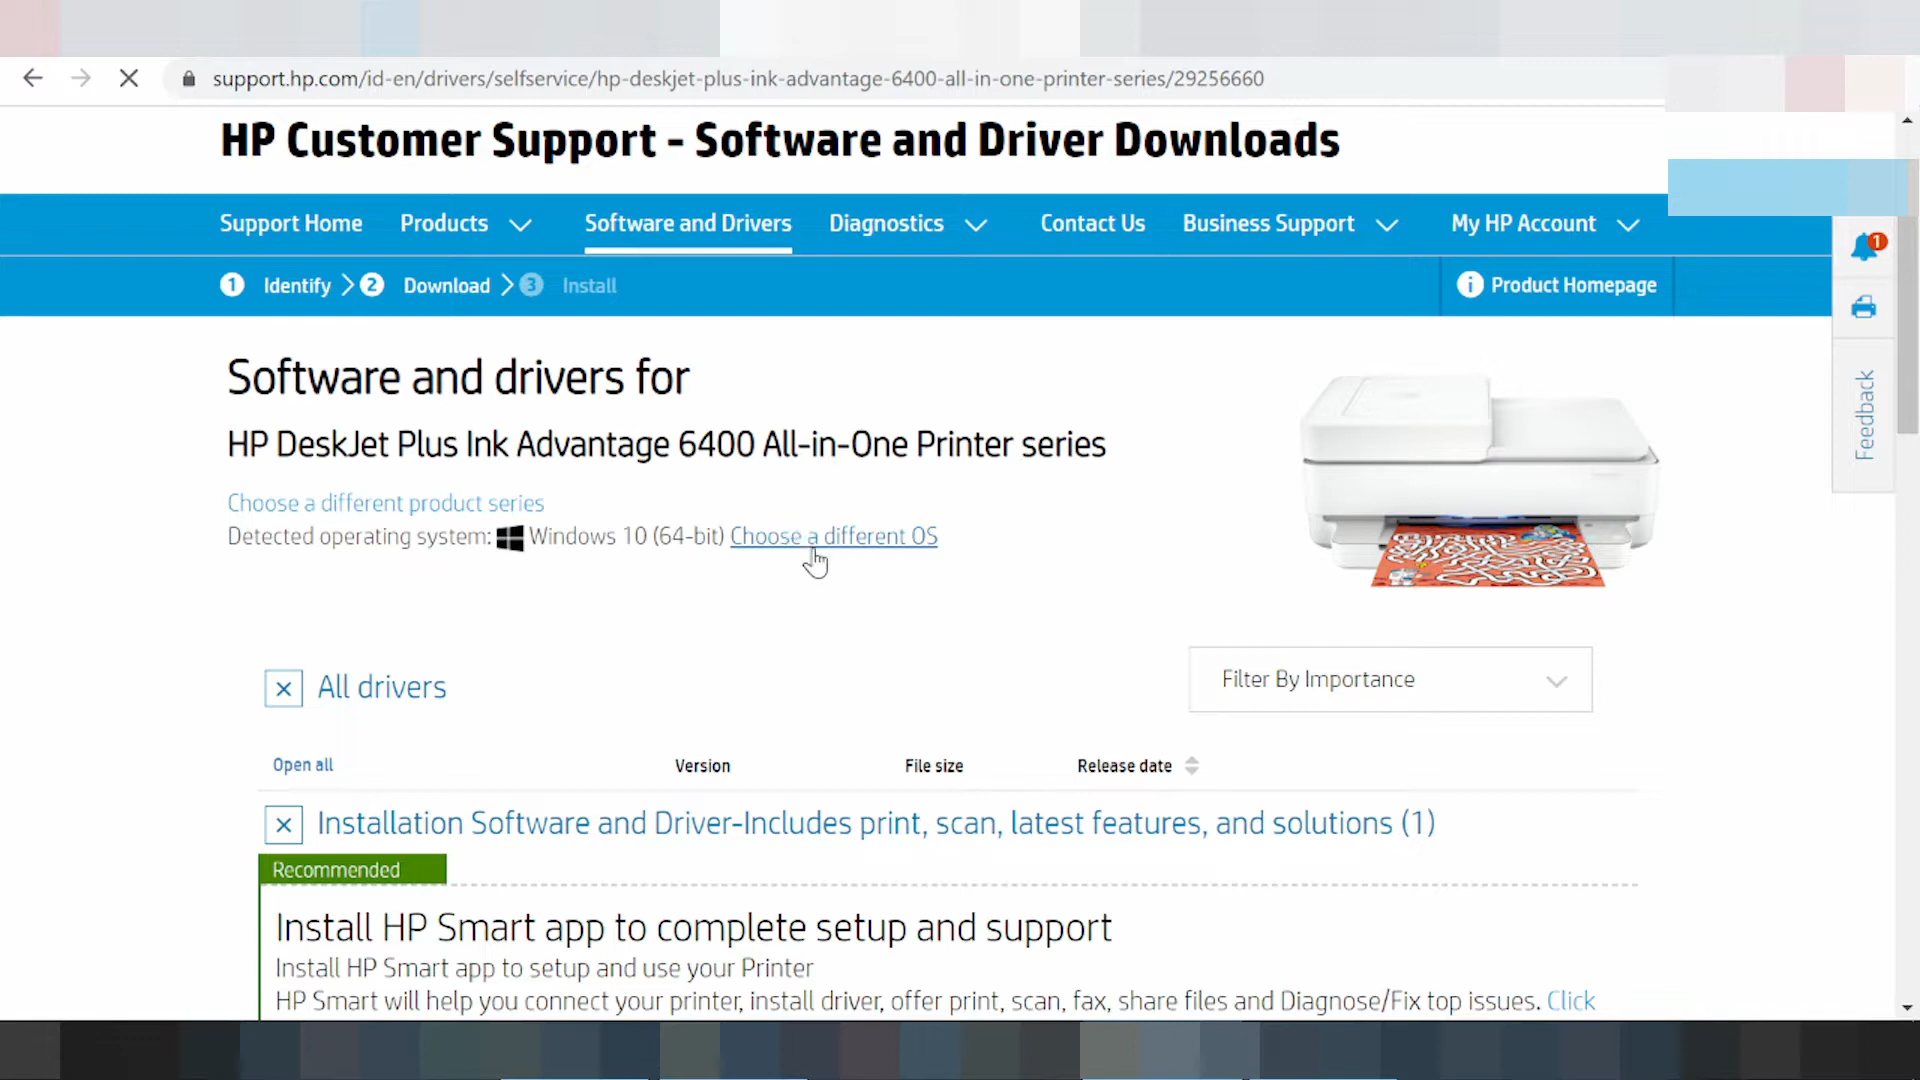 support.hp.com/id-en/drivers/selfservice/hp-deskjet-plus-ink-advantage-6400-all-in-one-printer-series/29256660
HP Customer Support - Software and Driver Downloads
Support Home Products Software and Drivers Diagnostics Contact Us Business Support My HP Account
1 Identify 2 Download 3 Install i Product Homepage
1
Feedback
Software and drivers for
HP DeskJet Plus Ink Advantage 6400 All-in-One Printer series
Choose a different product series
Detected operating system: Windows 10 (64-bit) Choose a different OS
All drivers
Filter By Importance
Open all Version File size Release date
Installation Software and Driver-Includes print, scan, latest features, and solutions (1)
Recommended
Install HP Smart app to complete setup and support
Install HP Smart app to setup and use your Printer
HP Smart will help you connect your printer, install driver, offer print, scan, fax, share files and Diagnose/Fix top issues. Click